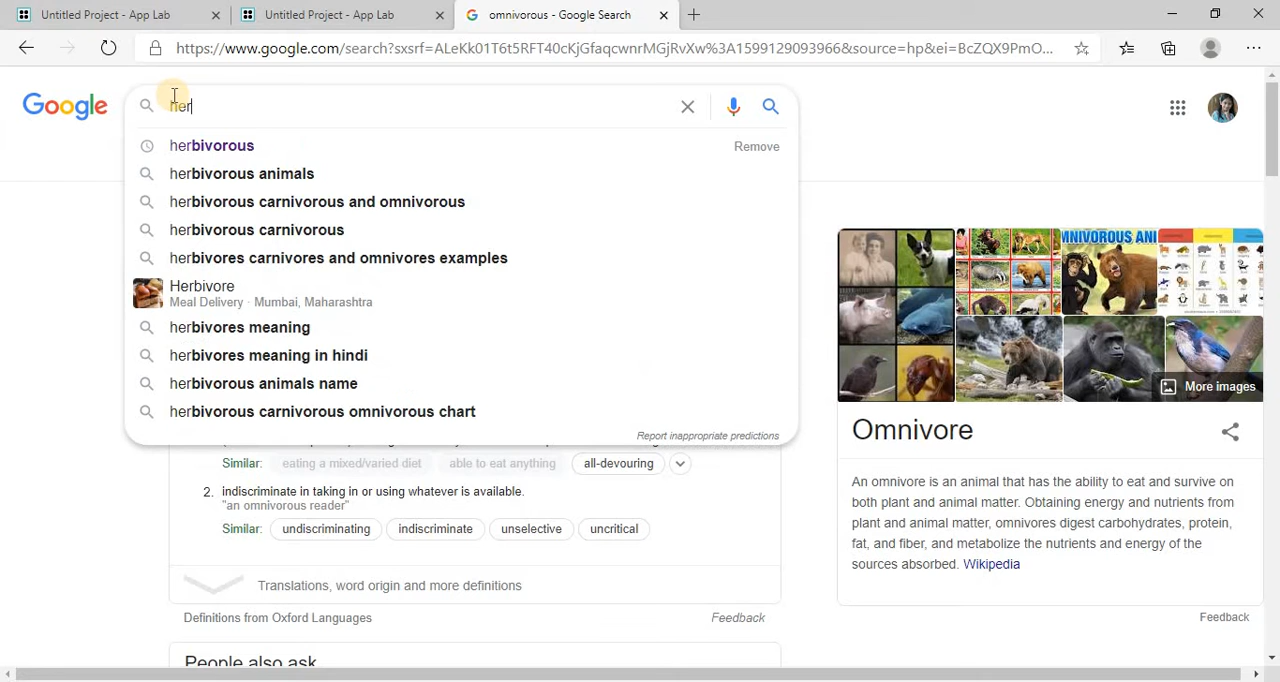 Untitled Project - App Lab
Untitled Project - App Lab
omnivorous - Google Search
https://www.google.com/search?sxsrf=ALeKk01T6t5RFT40cKjGfaqcwnrMGjRvXw%3A1599129093966&source=hp&ei=BcZQX9PmO...
Google
her
herbivorous
Remove
herbivorous animals
herbivorous carnivorous and omnivorous
herbivorous carnivorous
herbivores carnivores and omnivores examples
Herbivore
Meal Delivery · Mumbai, Maharashtra
herbivores meaning
herbivores meaning in hindi
herbivorous animals name
herbivorous carnivorous omnivorous chart
Report inappropriate predictions
Similar: eating a mixed/varied diet able to eat anything all-devouring
2. indiscriminate in taking in or using whatever is available.
"an omnivorous reader"
Similar: undiscriminating indiscriminate unselective uncritical
Translations, word origin and more definitions
Definitions from Oxford Languages
Feedback
People also ask
MNIVOROUS ANI
More images
Omnivore
An omnivore is an animal that has the ability to eat and survive on
both plant and animal matter. Obtaining energy and nutrients from
plant and animal matter, omnivores digest carbohydrates, protein,
fat, and fiber, and metabolize the nutrients and energy of the
sources absorbed. Wikipedia
Feedback